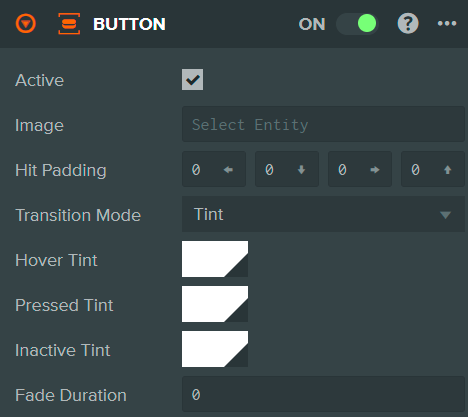 BUTTON ON ? ...
Active
Image Select Entity
Hit Padding 0 0 0 0
Transition Mode Tint
Hover Tint
Pressed Tint
Inactive Tint
Fade Duration 0